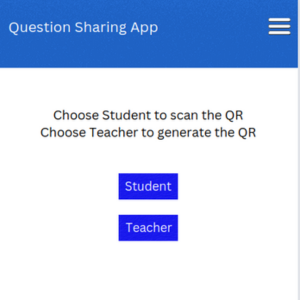 Question Sharing App
Choose Student to scan the QR
Choose Teacher to generate the QR
Student
Teacher